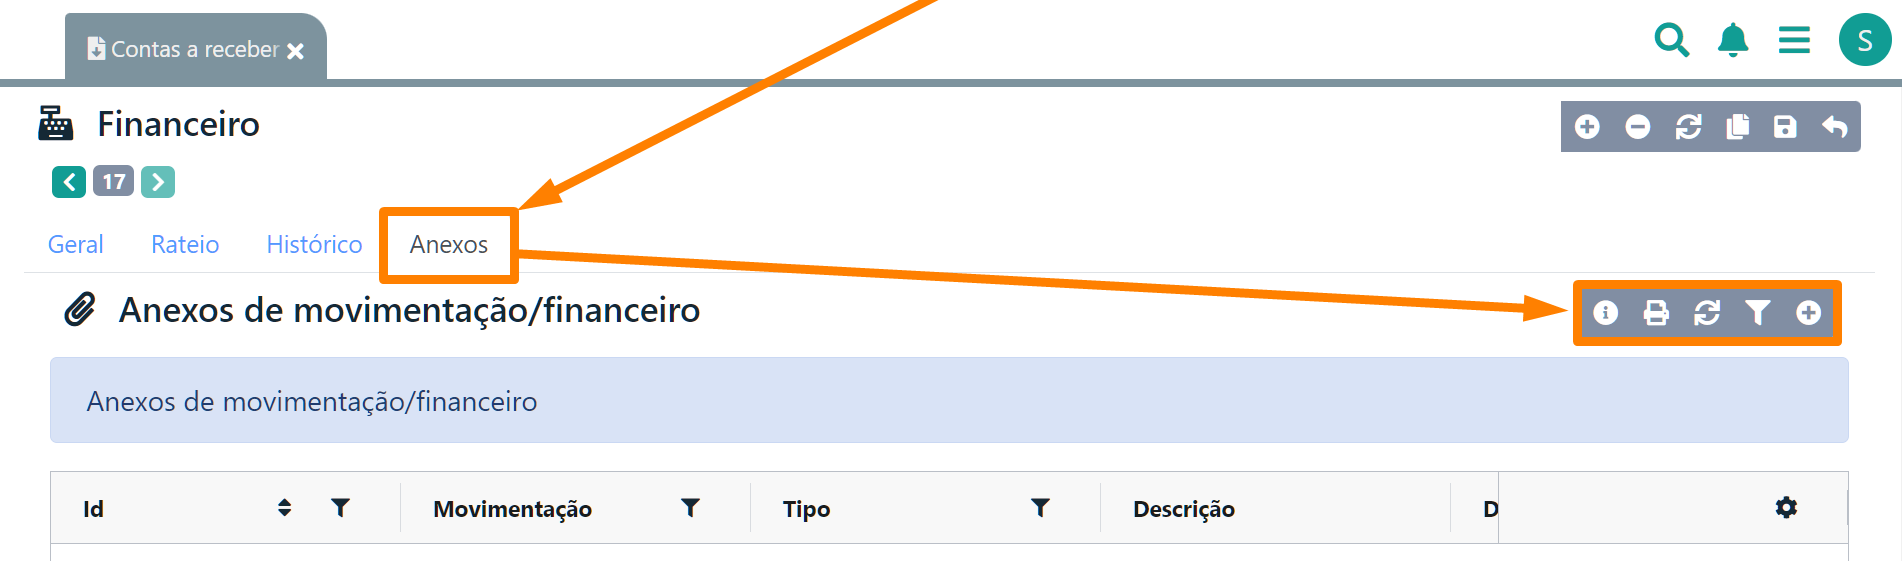 Contas a receber
S
Financeiro
17
Geral Rateio Histórico Anexos
Anexos de movimentação/financeiro
Anexos de movimentação/financeiro
Id Movimentação Tipo Descrição D